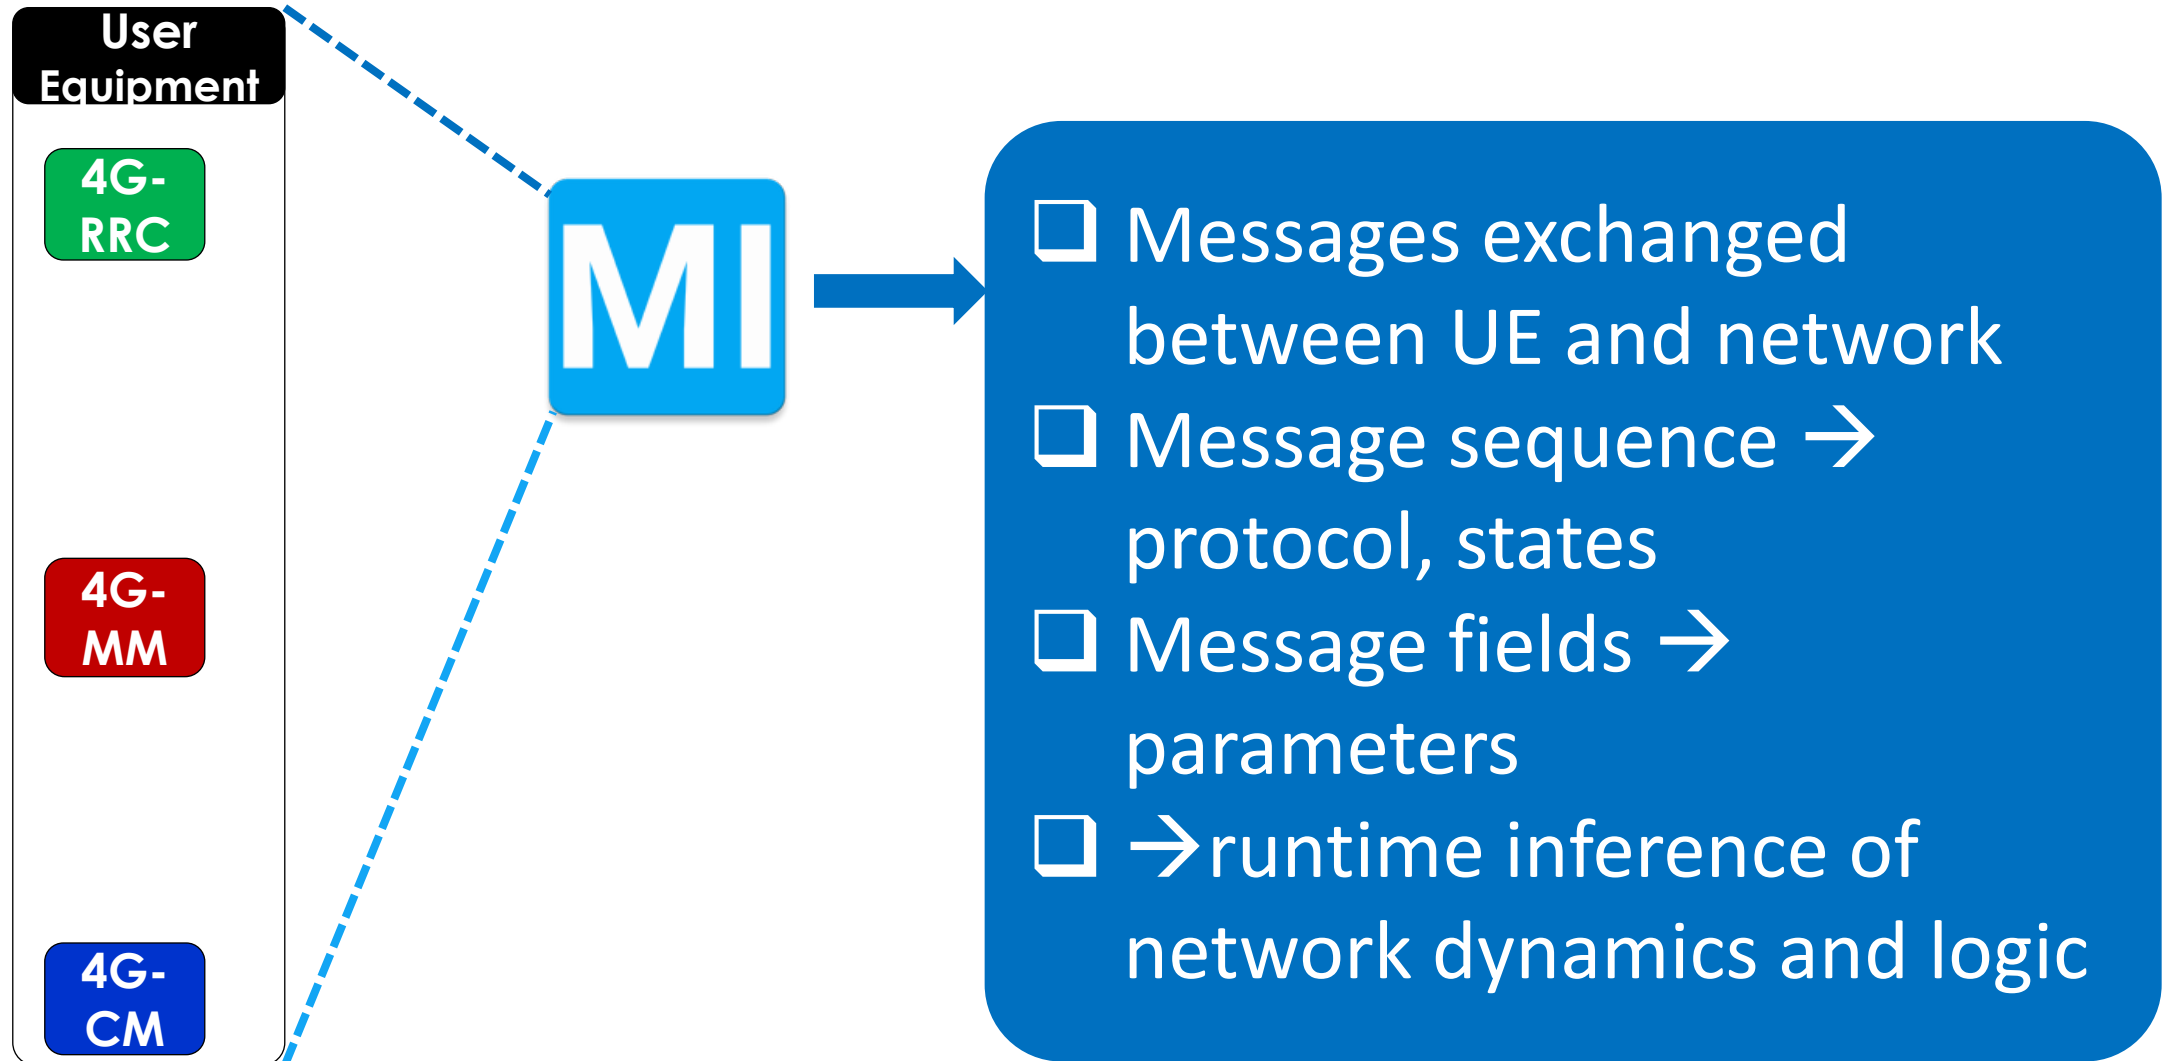 User
Equipment
4G-
RRC
4G-
MM
4G-
CM
MI
❑ Messages exchanged
between UE and network
❑ Message sequence →
protocol, states
❑ Message fields →
parameters
❑ →runtime inference of
network dynamics and logic